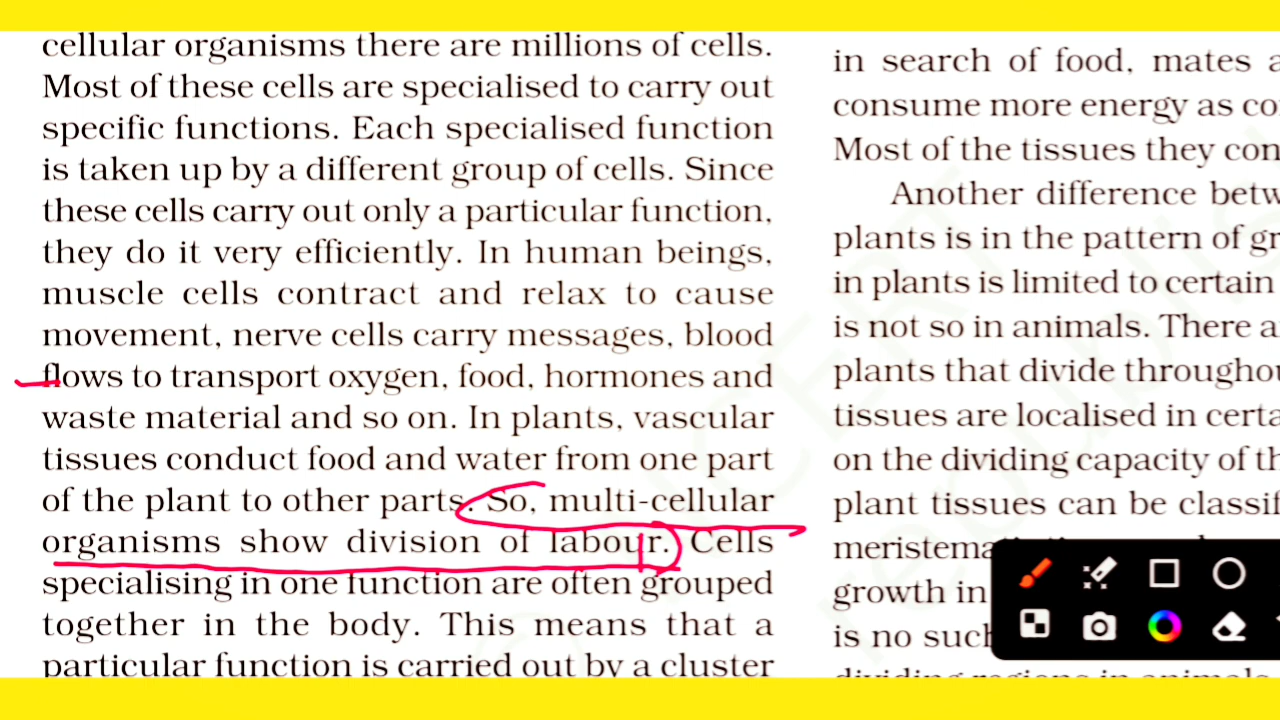 cellular organisms there are millions of cells.
Most of these cells are specialised to carry out
specific functions. Each specialised function
is taken up by a different group of cells. Since
these cells carry out only a particular function,
they do it very efficiently. In human beings,
muscle cells contract and relax to cause
movement, nerve cells carry messages, blood
flows to transport oxygen, food, hormones and
waste material and so on. In plants, vascular
tissues conduct food and water from one part
of the plant to other parts. So, multi-cellular
organisms show division of labour. Cells
specialising in one function are often grouped
together in the body. This means that a
particular function is carried out by a cluster
in search of food, mates
consume more energy as
Most of the tissues they
Another difference
plants is in the pattern of
in plants is limited to certain
is not so in animals. There
plants that divide
tissues are localised in
on the dividing capacity of
plant tissues can be
growth in
is no such
dividing regions in animals